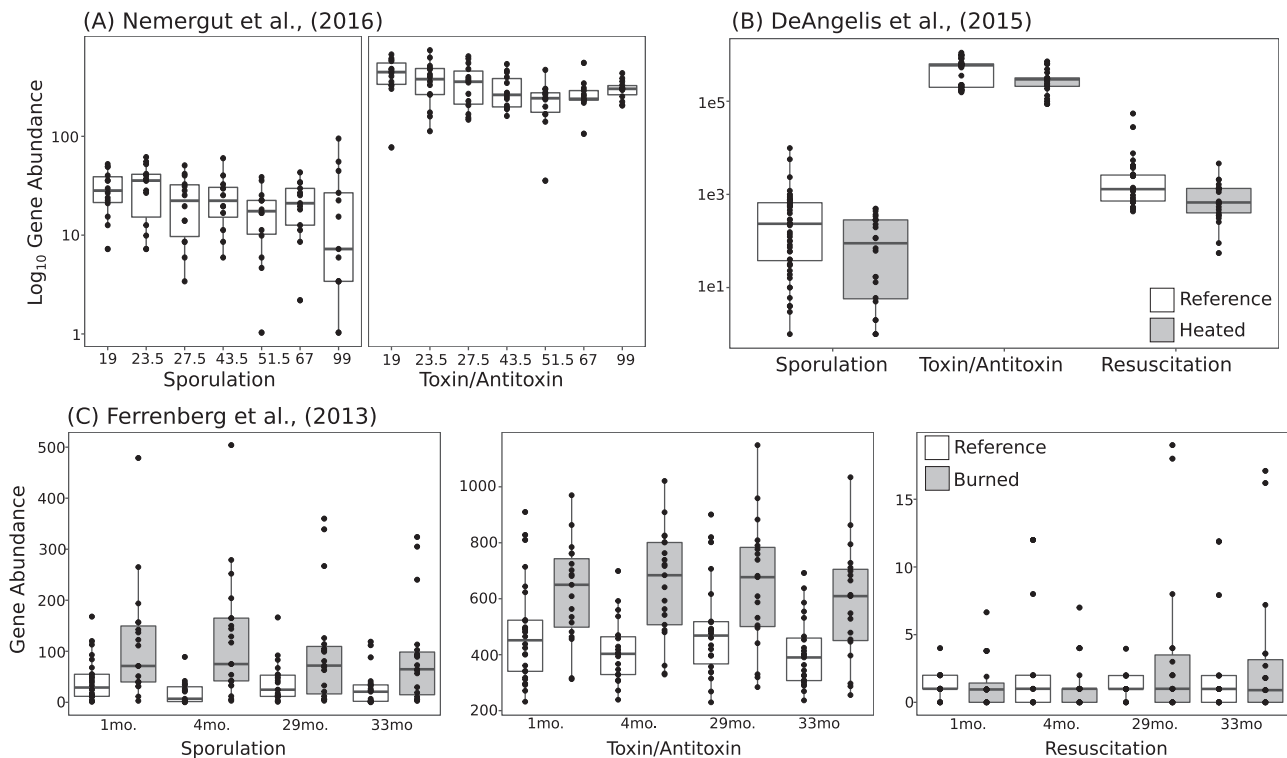 (A) Nemergut et al., (2016)
Log10 Gene Abundance
100
10
1
19 23.5 27.5 43.5 51.5 67 99
Sporulation
19 23.5 27.5 43.5 51.5 67 99
Toxin/Antitoxin
(B) DeAngelis et al., (2015)
1e5
1e3
1e1
Reference
Heated
Sporulation Toxin/Antitoxin Resuscitation
(C) Ferrenberg et al., (2013)
Gene Abundance
500
400
300
200
100
0
1mo. 4mo. 29mo. 33mo
Sporulation
1000
800
600
400
200
1mo. 4mo. 29mo. 33mo
Toxin/Antitoxin
Reference
Burned
15
10
5
0
1mo. 4mo. 29mo. 33mo
Resuscitation